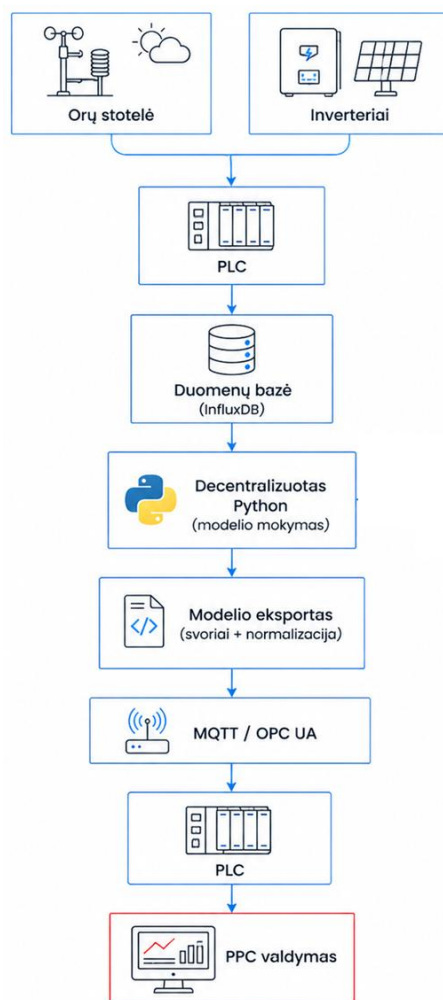 Orų stotelė
Inverteriai
PLC
Duomenų bazė
(InfluxDB)
Decentralizuotas
Python
(modelio mokymas)
Modelio eksportas
(svoriai + normalizacija)
MQTT / OPC UA
PLC
PPC valdymas